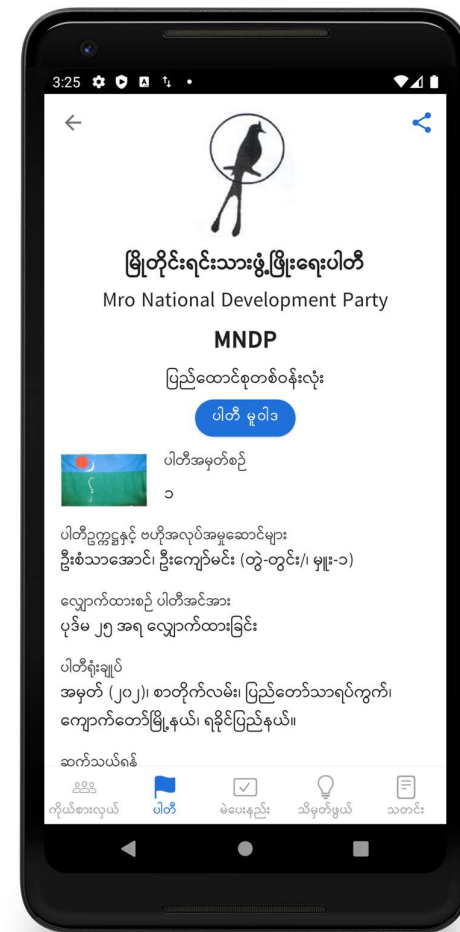 3:25
မြိုတိုင်းရင်းသားဖွံ့ဖြိုးရေးပါတီ
Mro National Development Party
MNDP
ပြည်ထောင်စုတစ်ဝန်းလုံး
ပါတီ မူဝါဒ
ပါတီအမှတ်စဉ်
၁
ပါတီဥက္ကဋ္ဌနှင့် ဗဟိုအလုပ်အမှုဆောင်များ
ဦးစံသာအောင်၊ ဦးကျော်မင်း (တွဲ-တွင်း/၊ မှူး-၁)
လျှောက်ထားစဉ် ပါတီအင်အား
ပုဒ်မ ၂၅ အရ လျှောက်ထားခြင်း
ပါတီရုံးချုပ်
အမှတ် (၂၀၂)၊ စာတိုက်လမ်း၊ ပြည်တော်သာရပ်ကွက်၊
ကျောက်တော်မြို့နယ်၊ ရခိုင်ပြည်နယ်။
ဆက်သွယ်ရန်
ကိုယ်စားလှယ် ပါတီ မဲပေးနည်း သိမှတ်ဖွယ် သတင်း